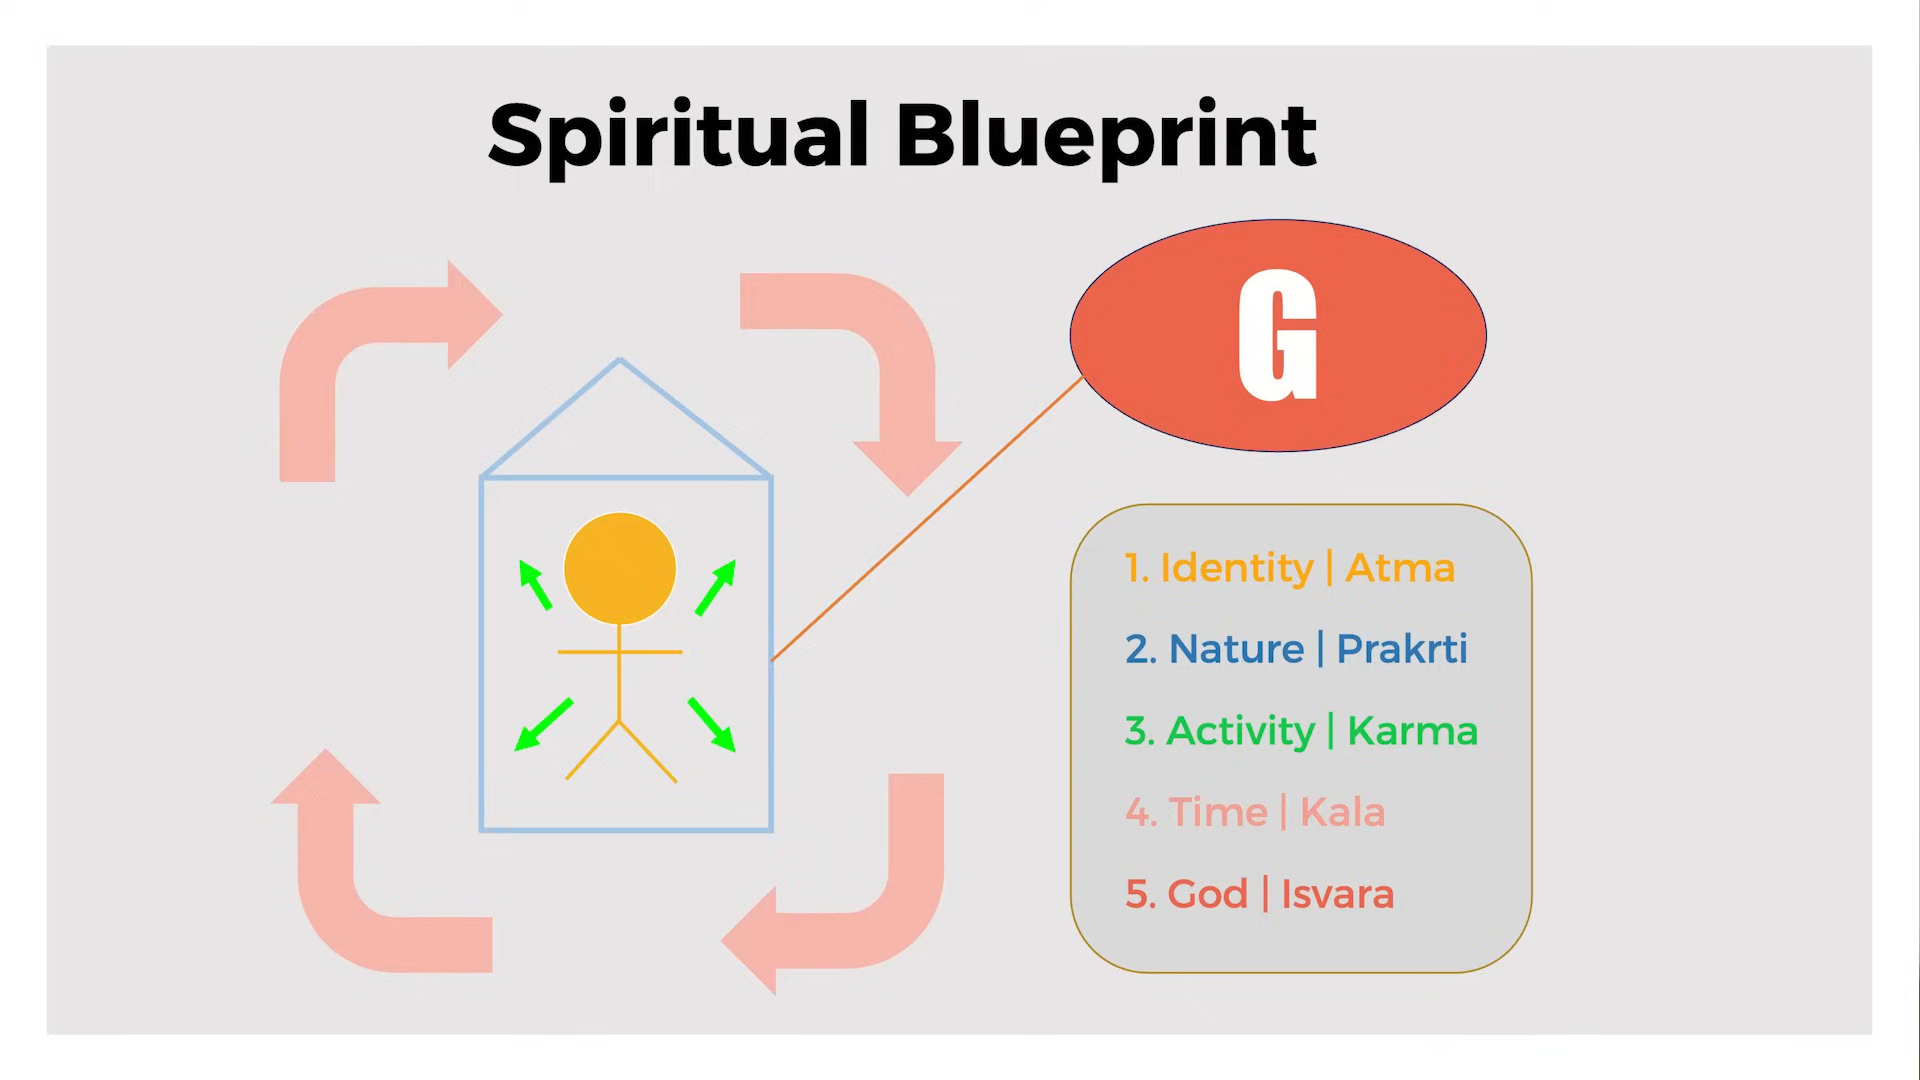 Spiritual Blueprint
G
1. Identity | Atma
2. Nature | Prakrti
3. Activity | Karma
4. Time | Kala
5. God | Isvara